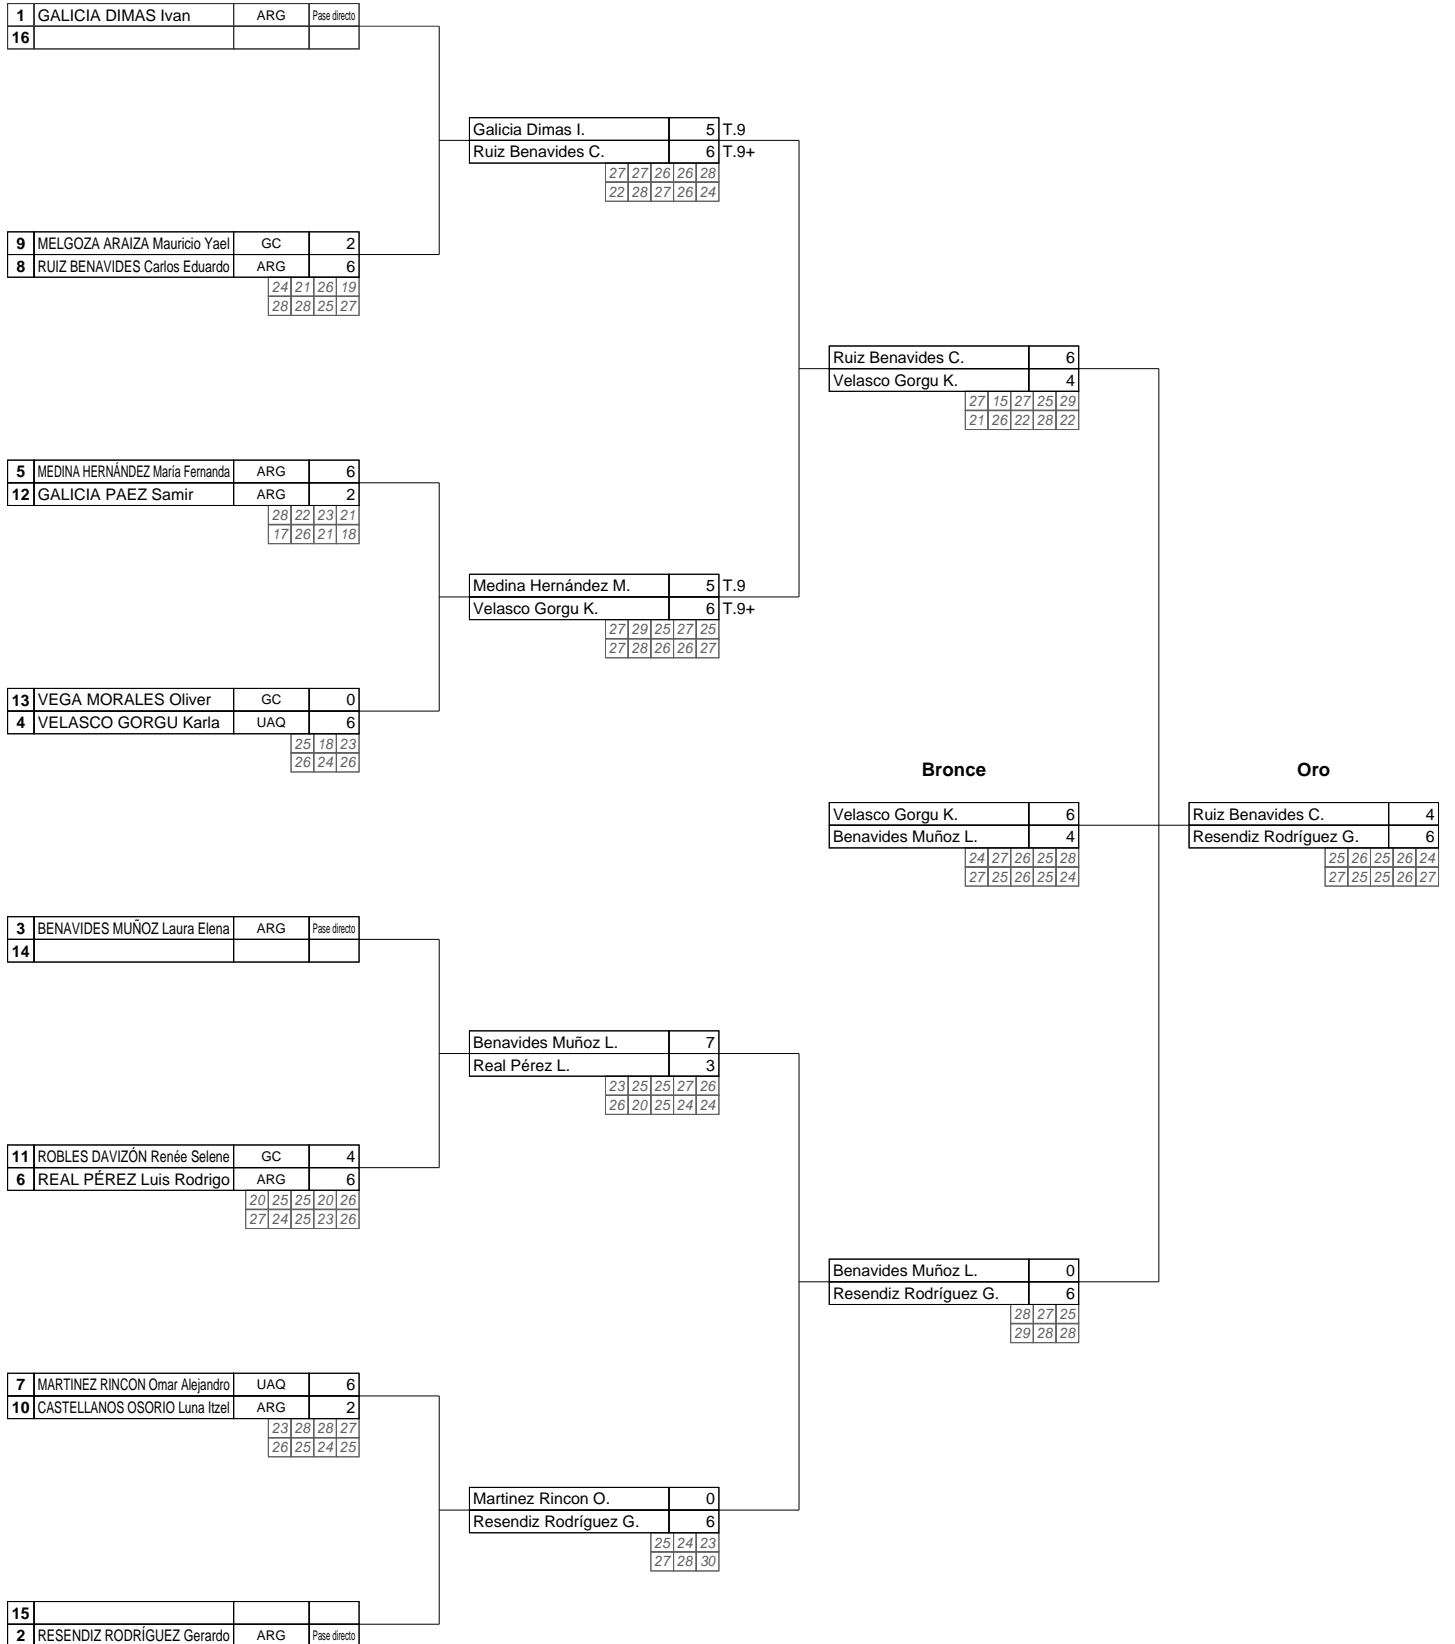 1 GALICIA DIMAS Ivan ARG Pase directo
16
Galicia Dimas I. 5 T.9
Ruiz Benavides C. 6 T.9+
27 27 26 26 28
22 28 27 26 24
9 MELGOZA ARAIZA Mauricio Yael GC 2
8 RUIZ BENAVIDES Carlos Eduardo ARG 6
24 21 26 19
28 28 25 27
Ruiz Benavides C. 6
Velasco Gorgu K. 4
27 15 27 25 29
21 26 22 28 22
5 MEDINA HERNÁNDEZ María Fernanda ARG 6
12 GALICIA PAEZ Samir ARG 2
28 22 23 21
17 26 21 18
Medina Hernández M. 5 T.9
Velasco Gorgu K. 6 T.9+
27 29 25 27 25
27 28 26 26 27
13 VEGA MORALES Oliver GC 0
4 VELASCO GORGU Karla UAQ 6
25 18 23
26 24 26
Bronce Oro
Velasco Gorgu K. 6 Ruiz Benavides C. 4
Benavides Muñoz L. 4 Resendiz Rodríguez G. 6
24 27 26 25 28 25 26 25 26 24
27 25 26 25 24 27 25 25 26 27
3 BENAVIDES MUÑOZ Laura Elena ARG Pase directo
14
Benavides Muñoz L. 7
Real Pérez L. 3
23 25 25 27 26
26 20 25 24 24
11 ROBLES DAVIZÓN Renée Selene GC 4
6 REAL PÉREZ Luis Rodrigo ARG 6
20 25 25 20 26
27 24 25 23 26
Benavides Muñoz L. 0
Resendiz Rodríguez G. 6
28 27 25
29 28 28
7 MARTINEZ RINCON Omar Alejandro UAQ 6
10 CASTELLANOS OSORIO Luna Itzel ARG 2
23 28 28 27
26 25 24 25
Martinez Rincon O. 0
Resendiz Rodríguez G. 6
25 24 23
27 28 30
15
2 RESENDIZ RODRÍGUEZ Gerardo ARG Pase directo